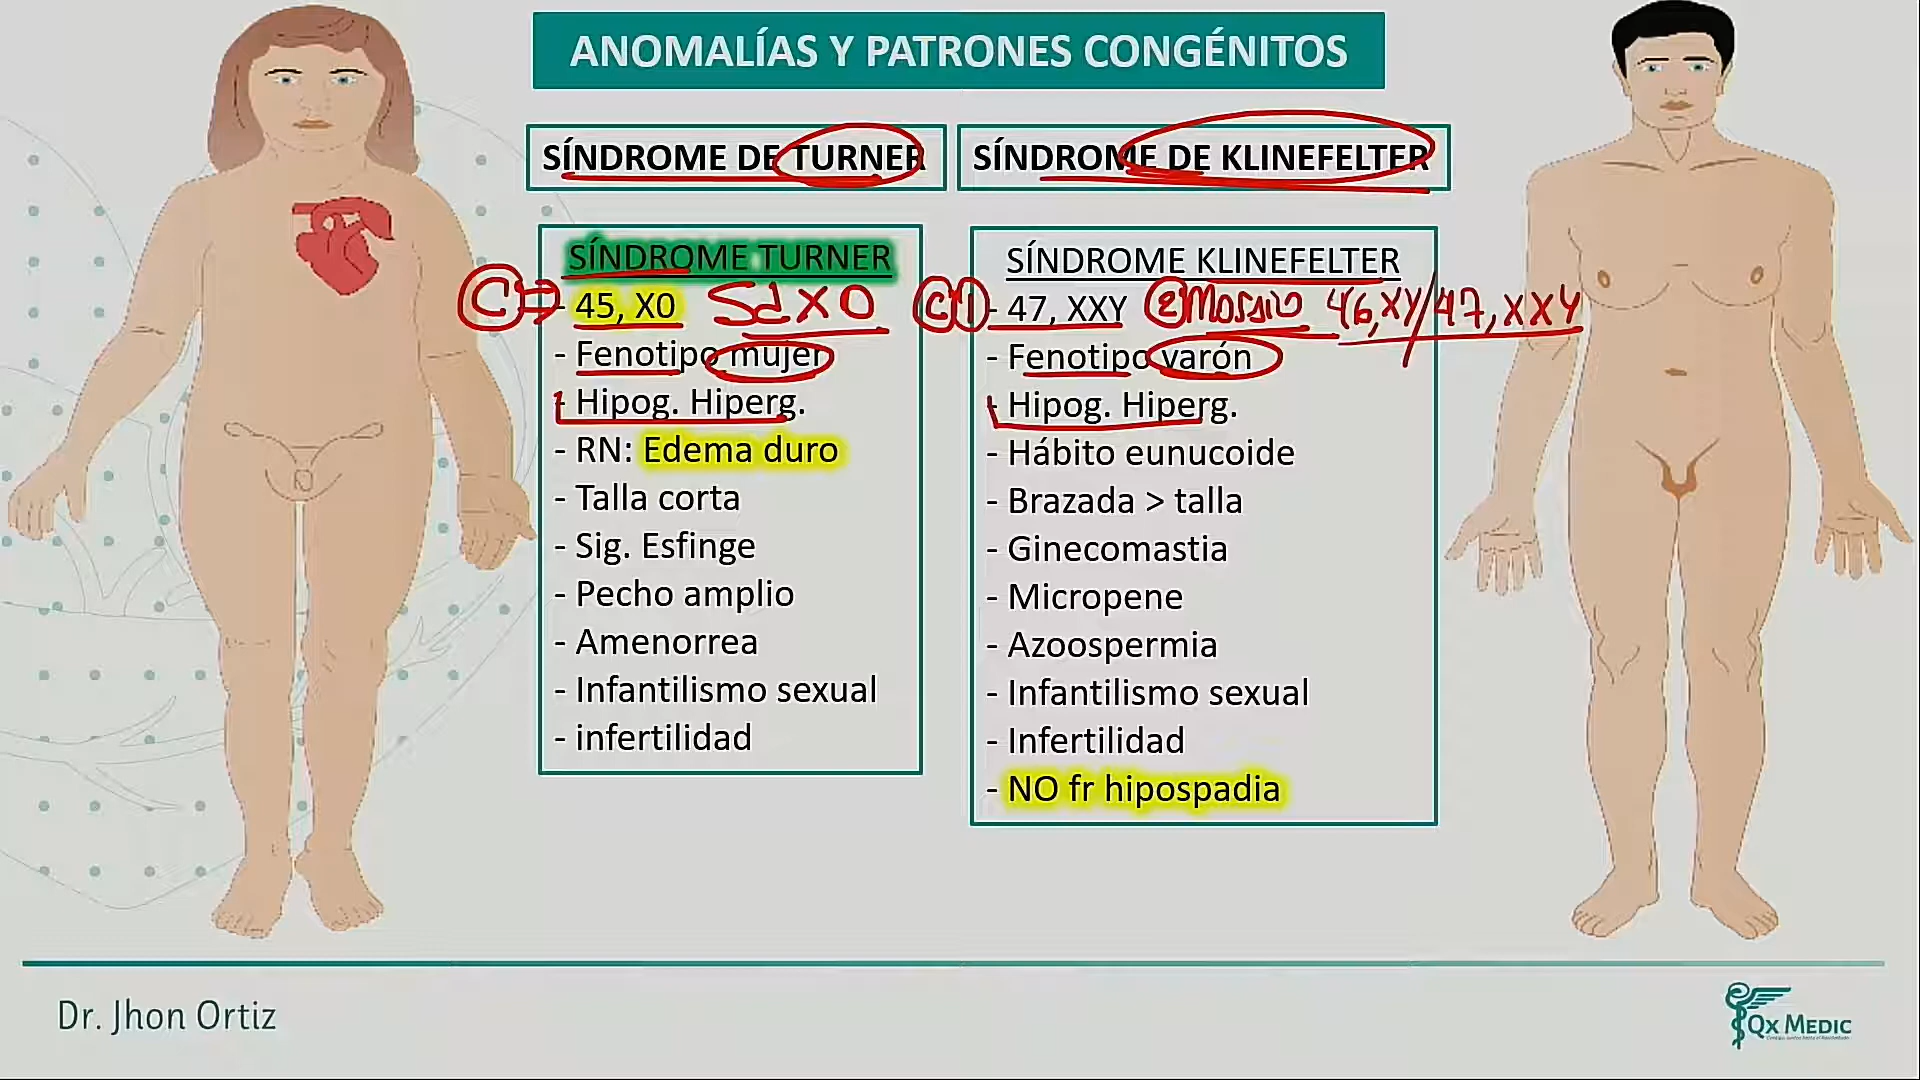 ANOMALÍAS Y PATRONES CONGÉNITOS
SÍNDROME DE TURNER
SÍNDROME DE KLINEFELTER
SÍNDROME TURNER
C
- 45, X0 Sd XO
- Fenotipo mujer
- Hipog. Hiperg.
- RN: Edema duro
- Talla corta
- Sig. Esfinge
- Pecho amplio
- Amenorrea
- Infantilismo sexual
- infertilidad
SÍNDROME KLINEFELTER
C 1 - 47, XXY 2 Mosaico 46,XY/47,XXY
- Fenotipo varón
- Hipog. Hiperg.
- Hábito eunucoide
- Brazada > talla
- Ginecomastia
- Micropene
- Azoospermia
- Infantilismo sexual
- Infertilidad
- NO fr hipospadia
Dr. Jhon Ortiz
QX MEDIC